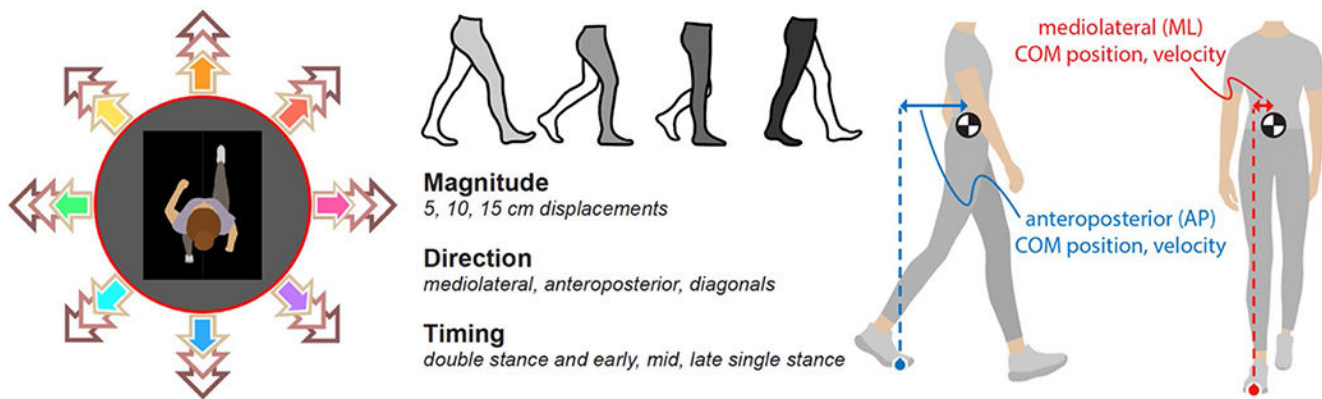 Magnitude
5, 10, 15 cm displacements
Direction
mediolateral, anteroposterior, diagonals
Timing
double stance and early, mid, late single stance
mediolateral (ML)
COM position, velocity
anteroposterior (AP)
COM position, velocity